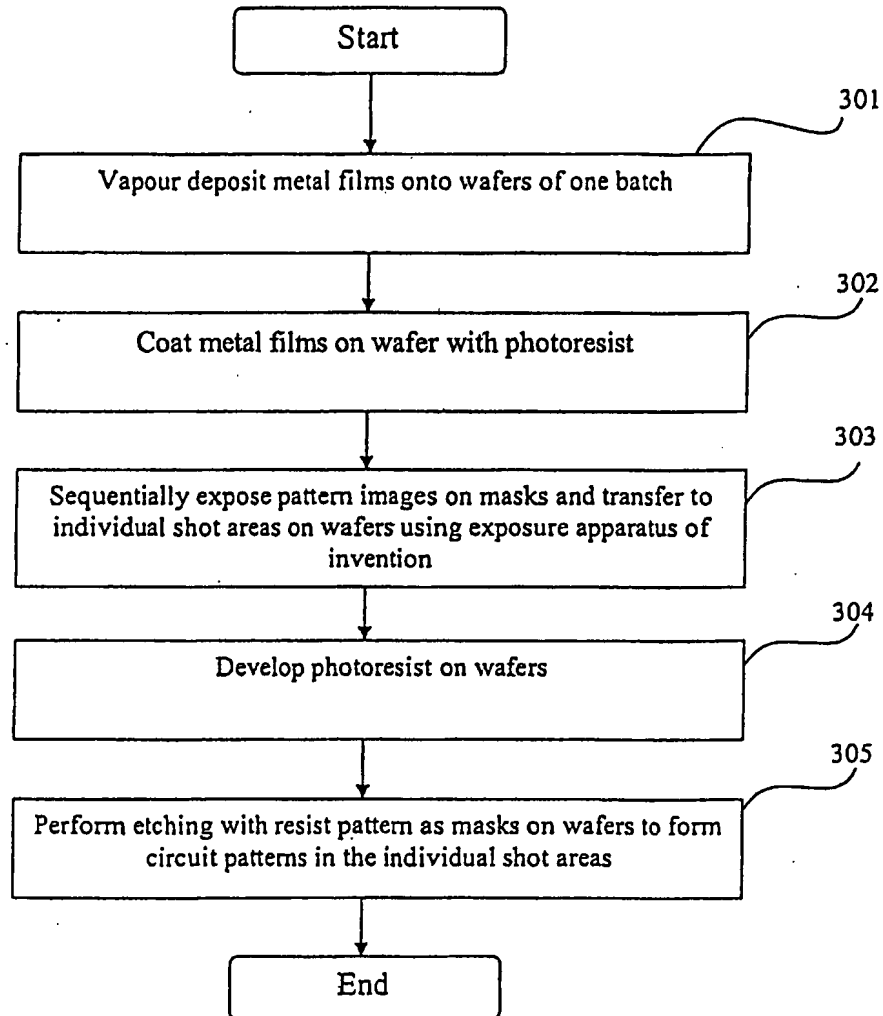 Start
301
Vapour deposit metal films onto wafers of one batch
302
Coat metal films on wafer with photoresist
303
Sequentially expose pattern images on masks and transfer to
individual shot areas on wafers using exposure apparatus of
invention
304
Develop photoresist on wafers
305
Perform etching with resist pattern as masks on wafers to form
circuit patterns in the individual shot areas
End